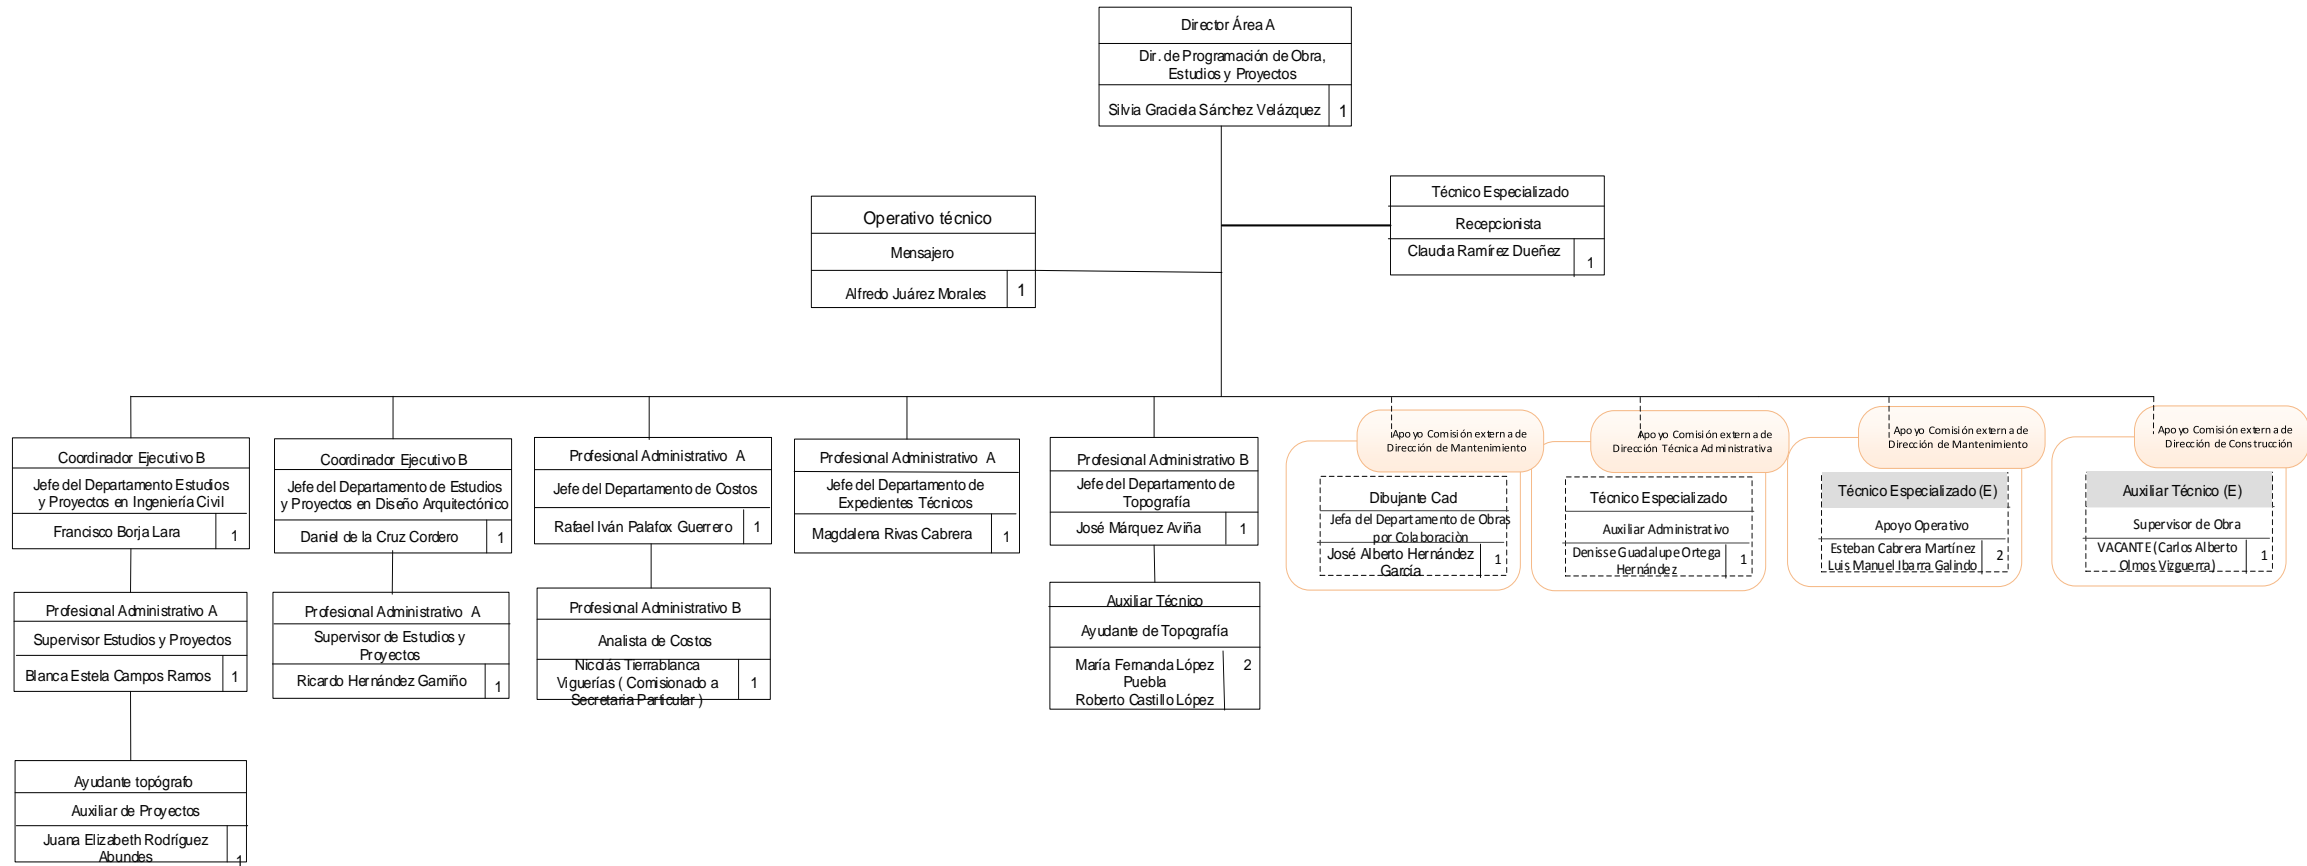 Director Área A
Dir. de Programación de Obra,
Estudios y Proyectos
Silvia Graciela Sánchez Velázquez
1
Técnico Especializado
Recepcionista
Claudia Ramírez Dueñez
1
Operativo técnico
Mensajero
Alfredo Juárez Morales
1
Coordinador Ejecutivo B
Jefe del Departamento Estudios
y Proyectos en Ingeniería Civil
Francisco Borja Lara
1
Profesional Administrativo A
Supervisor Estudios y Proyectos
Blanca Estela Campos Ramos
1
Ayudante topógrafo
Auxiliar de Proyectos
Juana Elizabeth Rodríguez
Abundes
1
Coordinador Ejecutivo B
Jefe del Departamento de Estudios
y Proyectos en Diseño Arquitectónico
Daniel de la Cruz Cordero
1
Profesional Administrativo A
Supervisor de Estudios y
Proyectos
Ricardo Hernández Gamiño
1
Profesional Administrativo A
Jefe del Departamento de Costos
Rafael Iván Palafox Guerrero
1
Profesional Administrativo B
Analista de Costos
Nicolás Tierrablanca
Viguerías ( Comisionado a
Secretaria Particular )
1
Profesional Administrativo A
Jefe del Departamento de
Expedientes Técnicos
Magdalena Rivas Cabrera
1
Profesional Administrativo B
Jefe del Departamento de
Topografía
José Márquez Aviña
1
Auxiliar Técnico
Ayudante de Topografía
María Fernanda López
Puebla
Roberto Castillo López
2
Apoyo Comisión externa de
Dirección de Mantenimiento
Dibujante Cad
Jefa del Departamento de Obras
por Colaboraciòn
José Alberto Hernández
García
1
Apoyo Comisión externa de
Dirección Técnica Administrativa
Técnico Especializado
Auxiliar Administrativo
Denisse Guadalupe Ortega
Hernández
1
Apoyo Comisión externa de
Dirección de Mantenimiento
Técnico Especializado (E)
Apoyo Operativo
Esteban Cabrera Martínez
Luis Manuel Ibarra Galindo
2
Apoyo Comisión externa de
Dirección de Construcción
Auxiliar Técnico (E)
Supervisor de Obra
VACANTE (Carlos Alberto
Olmos Vizguerra)
1